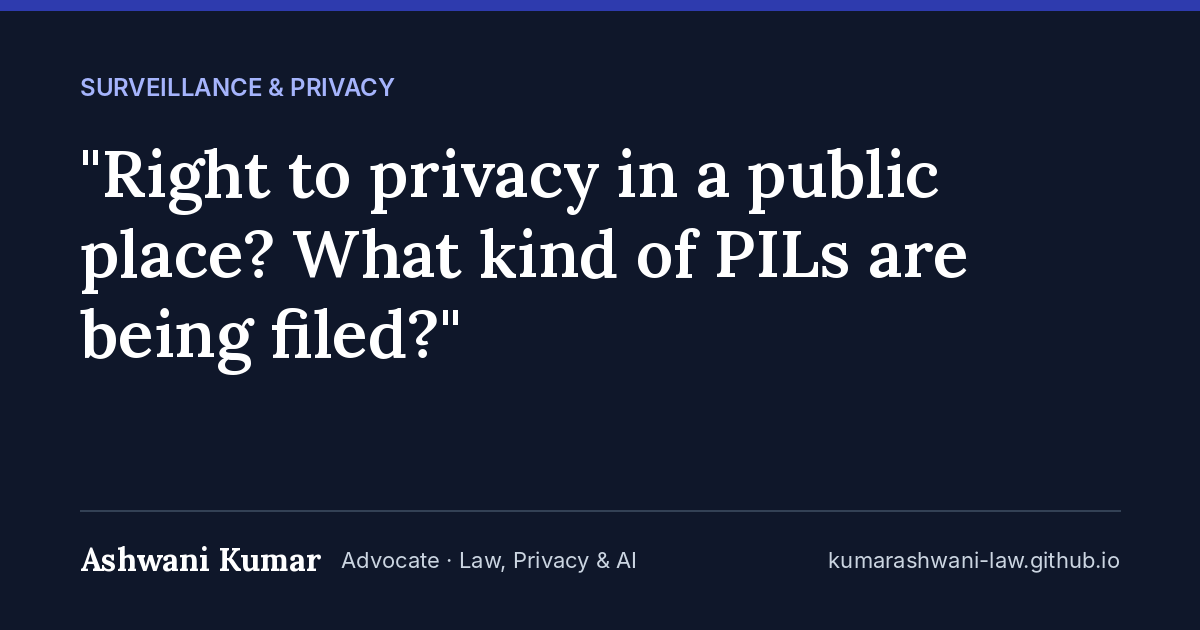 SURVEILLANCE & PRIVACY
"Right to privacy in a public
place? What kind of PILs are
being filed?"
Ashwani Kumar Advocate · Law, Privacy & AI kumarashwani-law.github.io